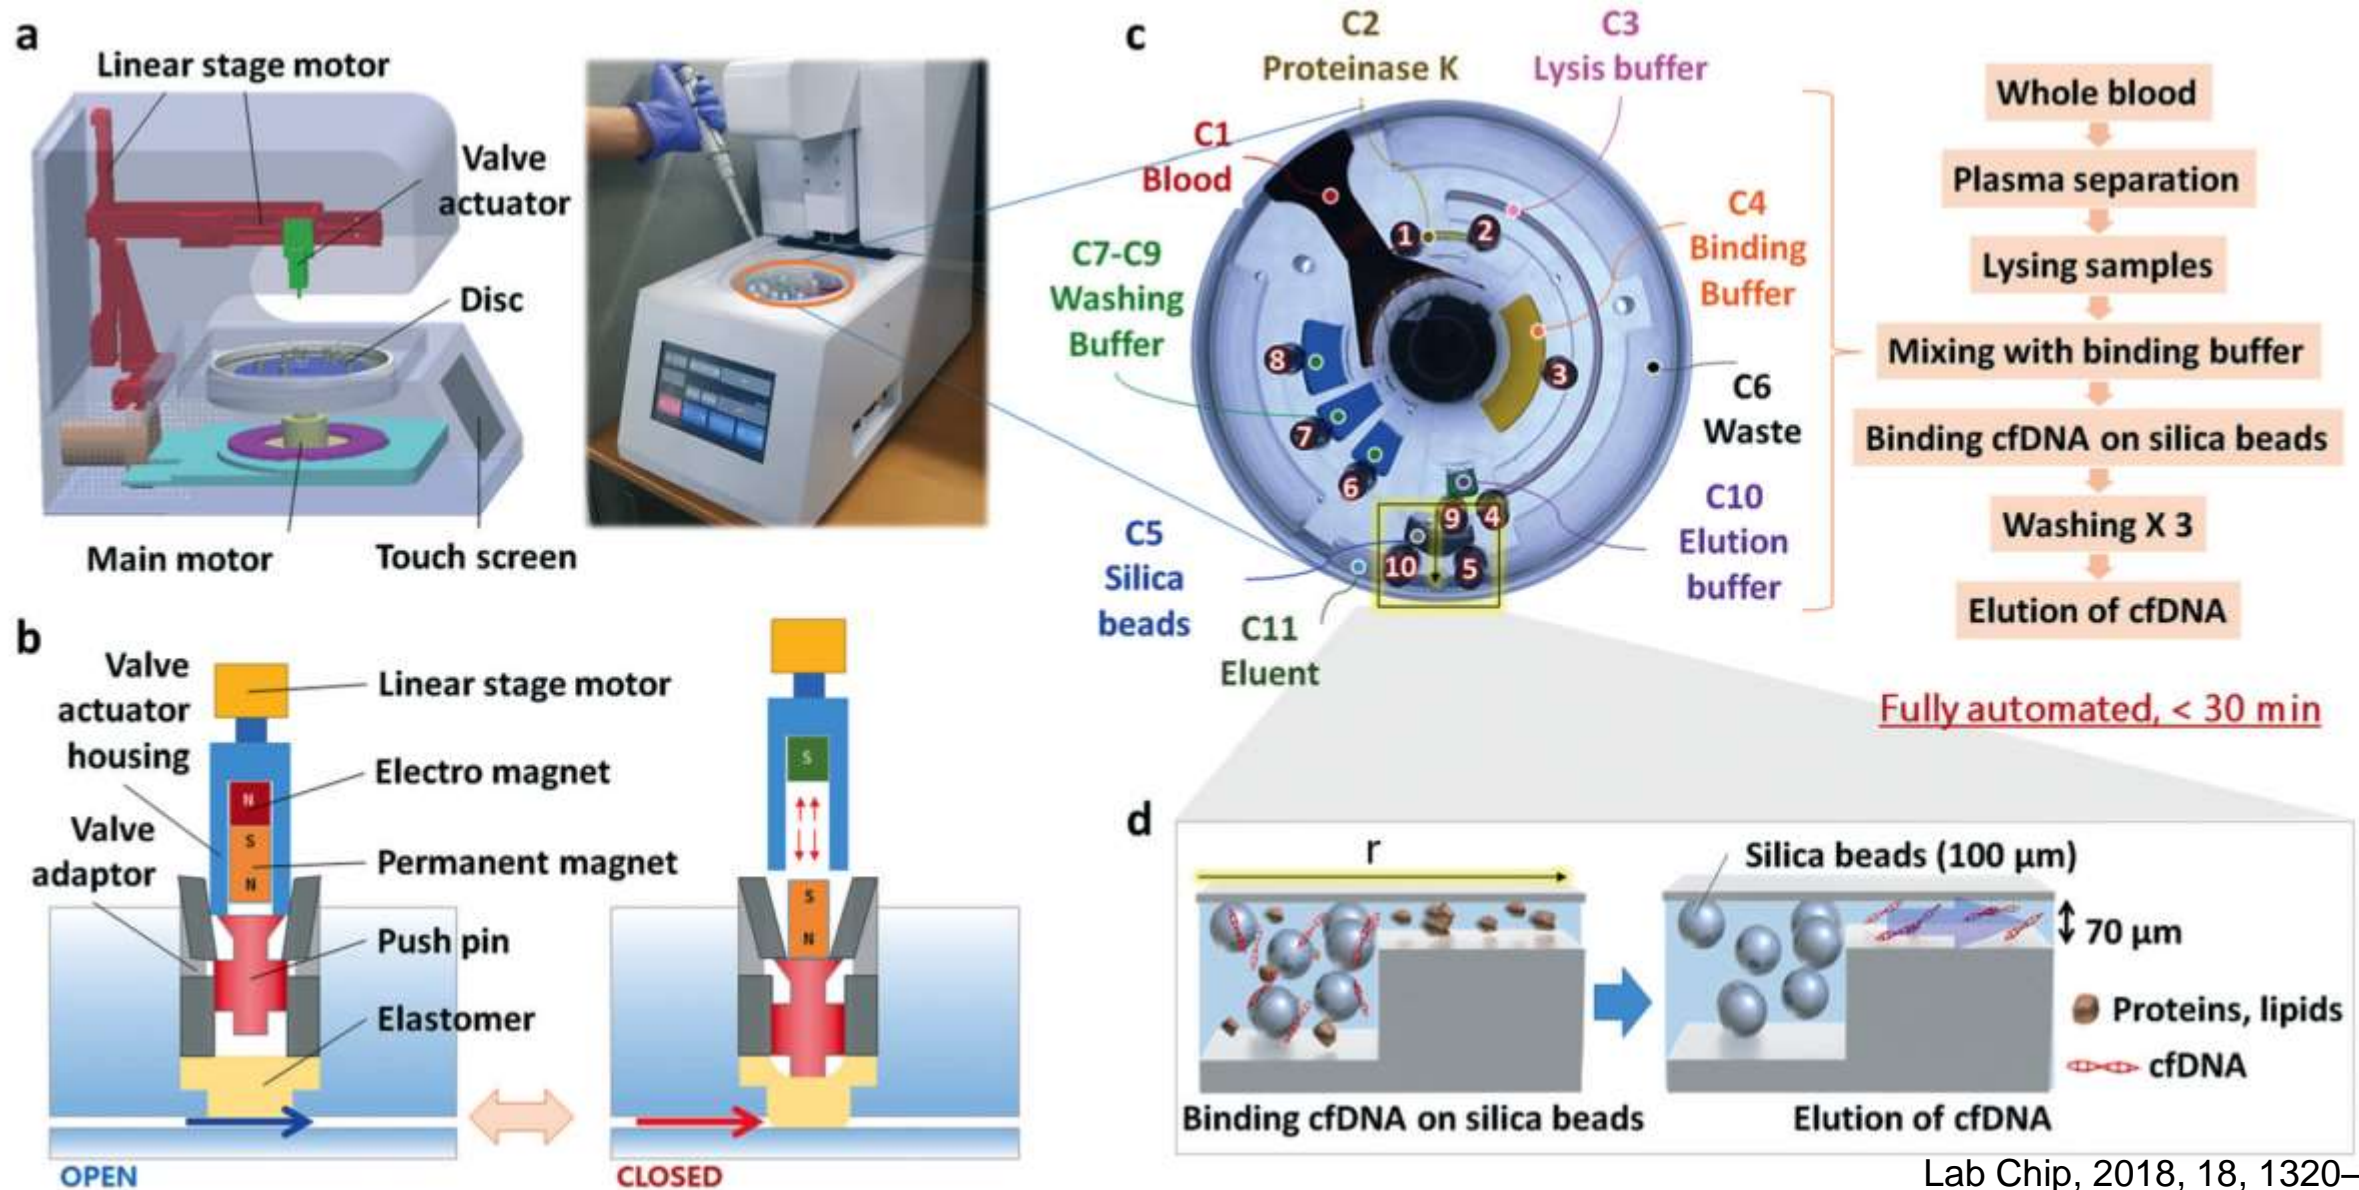 a
Linear stage motor
Valve
actuator
Disc
Main motor
Touch screen
b
Valve
actuator
housing
Valve
adaptor
Linear stage motor
Electro magnet
Permanent magnet
Push pin
Elastomer
N
S
N
OPEN
S
S
N
CLOSED
c
C2
Proteinase K
C3
Lysis buffer
C1
Blood
C4
Binding
Buffer
C7-C9
Washing
Buffer
C6
Waste
C10
Elution
buffer
C5
Silica
beads
C11
Eluent
1
2
3
8
7
6
9
4
10
5
Whole blood
Plasma separation
Lysing samples
Mixing with binding buffer
Binding cfDNA on silica beads
Washing X 3
Elution of cfDNA
Fully automated, < 30 min
d
r
Silica beads (100 μm)
70 μm
Proteins, lipids
cfDNA
Binding cfDNA on silica beads
Elution of cfDNA
Lab Chip, 2018, 18, 1320–